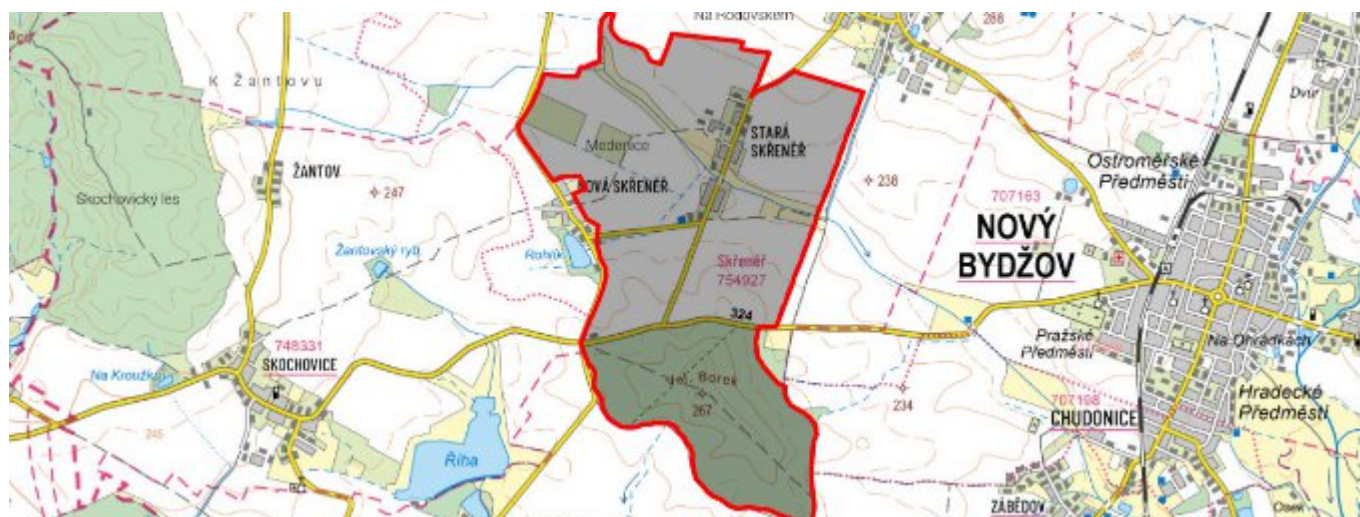 Na Rodovském
288
K Žantovu
Dvůr
STARÁ
SKŘENĚŘ
Medenice
ŽANTOV
Ostroměřské
Předměstí
NOVÁ SKŘENĚŘ
247
238
707163
Skochovický les
NOVÝ
BYDŽOV
Žantovský ryb.
Rohlík
Skřeněř
754927
324
748331
SKOCHOVICE
Pražské
Předměstí
Na Ohrádkách
Na Kroužku
Borek
267
234
707198
CHUDONICE
Hradecké
Předměstí
245
Říha
ZÁBĚDOV
Osek